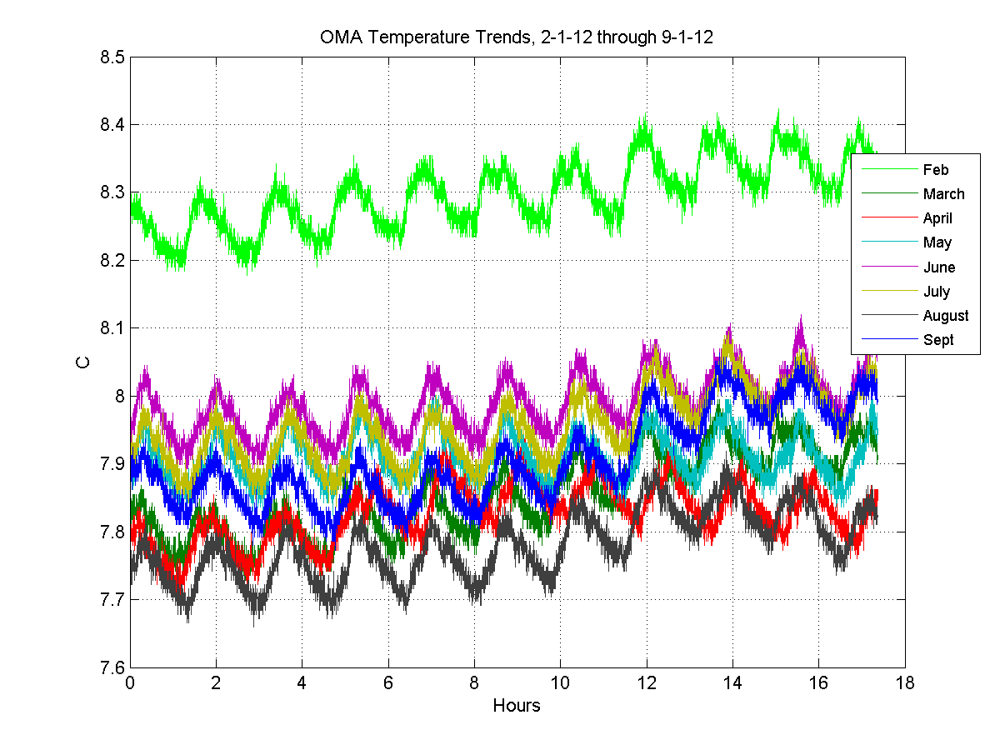 OMA Temperature Trends, 2-1-12 through 9-1-12
8.5
8.4
8.3
8.2
8.1
8
7.9
7.8
7.7
7.6
C
0 2 4 6 8 10 12 14 16 18
Hours
Feb
March
April
May
June
July
August
Sept